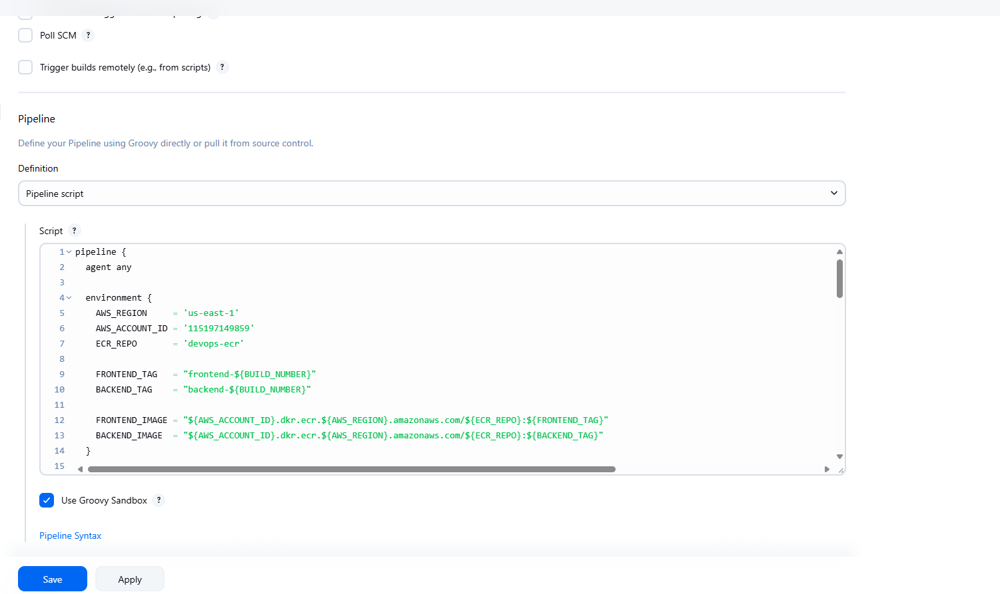 Poll SCM ?
Trigger builds remotely (e.g., from scripts) ?
Pipeline
Define your Pipeline using Groovy directly or pull it from source control.
Definition
Pipeline script
Script ?
1 pipeline {
2 agent any
3
4 environment {
5 AWS_REGION = 'us-east-1'
6 AWS_ACCOUNT_ID = '115197149859'
7 ECR_REPO = 'devops-ecr'
8
9 FRONTEND_TAG = "frontend-${BUILD_NUMBER}"
10 BACKEND_TAG = "backend-${BUILD_NUMBER}"
11
12 FRONTEND_IMAGE = "${AWS_ACCOUNT_ID}.dkr.ecr.${AWS_REGION}.amazonaws.com/${ECR_REPO}:${FRONTEND_TAG}"
13 BACKEND_IMAGE = "${AWS_ACCOUNT_ID}.dkr.ecr.${AWS_REGION}.amazonaws.com/${ECR_REPO}:${BACKEND_TAG}"
14 }
15
Use Groovy Sandbox ?
Pipeline Syntax
Save Apply